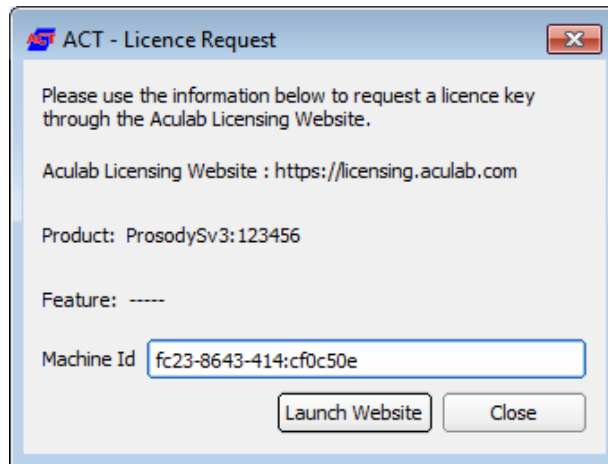 ACT ACT - Licence Request
Please use the information below to request a licence key
through the Aculab Licensing Website.
Aculab Licensing Website : https://licensing.aculab.com
Product: ProsodySv3:123456
Feature: -----
Machine Id fc23-8643-414:cf0c50e
Launch Website Close